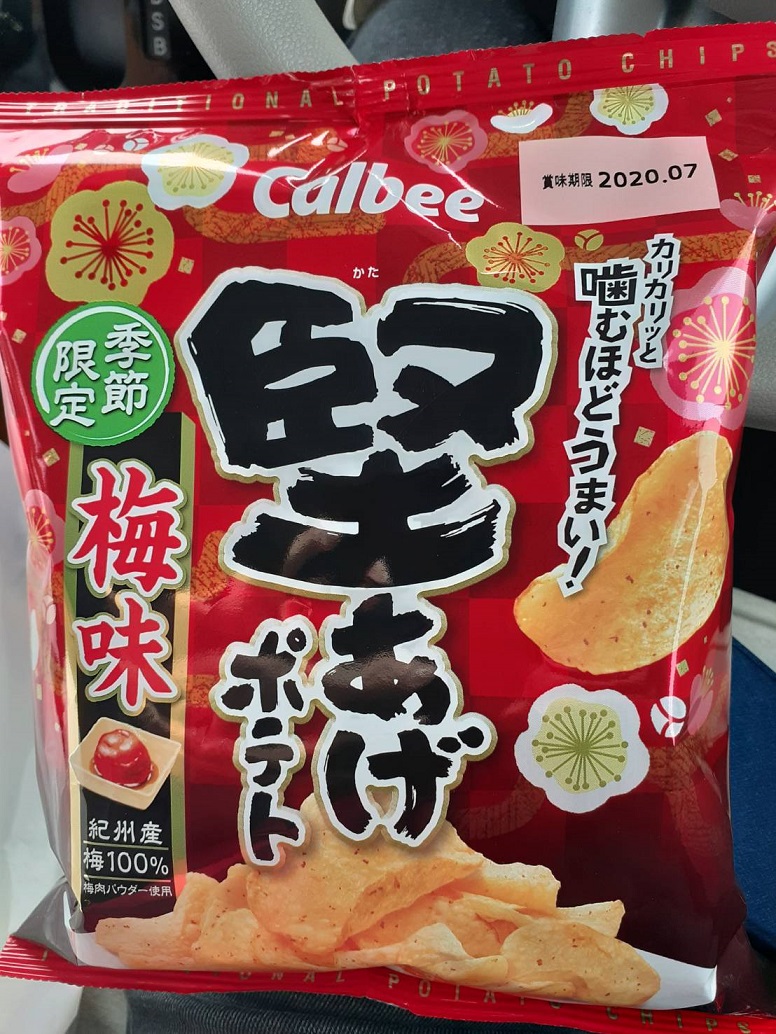 TRADITIONAL POTATO CHIPS
Calbee
賞味期限 2020.07
かた
堅あげ
ポテト
カリカリッと
噛むほどうまい!
季節
限定
梅味
紀州産
梅100%
梅肉パウダー使用
POTATO CHIPS